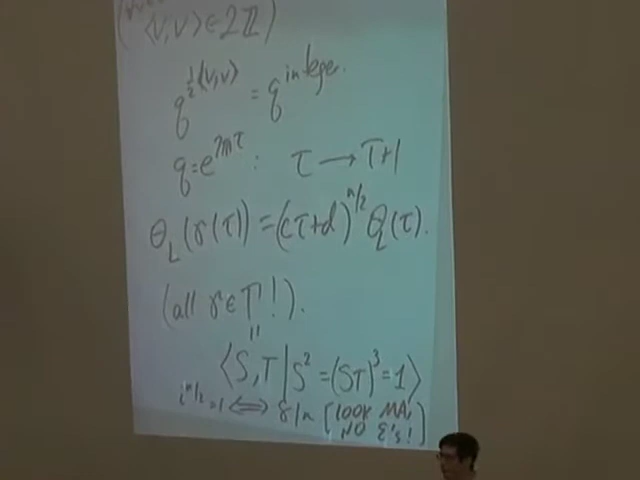 ⟨v,v⟩∈2ℤ)
q^{½⟨v,v⟩} = q^{integer}.
q=e^{2πiτ} : τ → τ+1
Θ_L(γ(τ)) = (cτ+d)^{n/2} Θ_L(τ).
(all γ∈Γ!).
||
⟨S,T | S²=(ST)³=1⟩
i^{n/2}=1 ⟺ 8|n [LOOK MA,
NO ε's!]